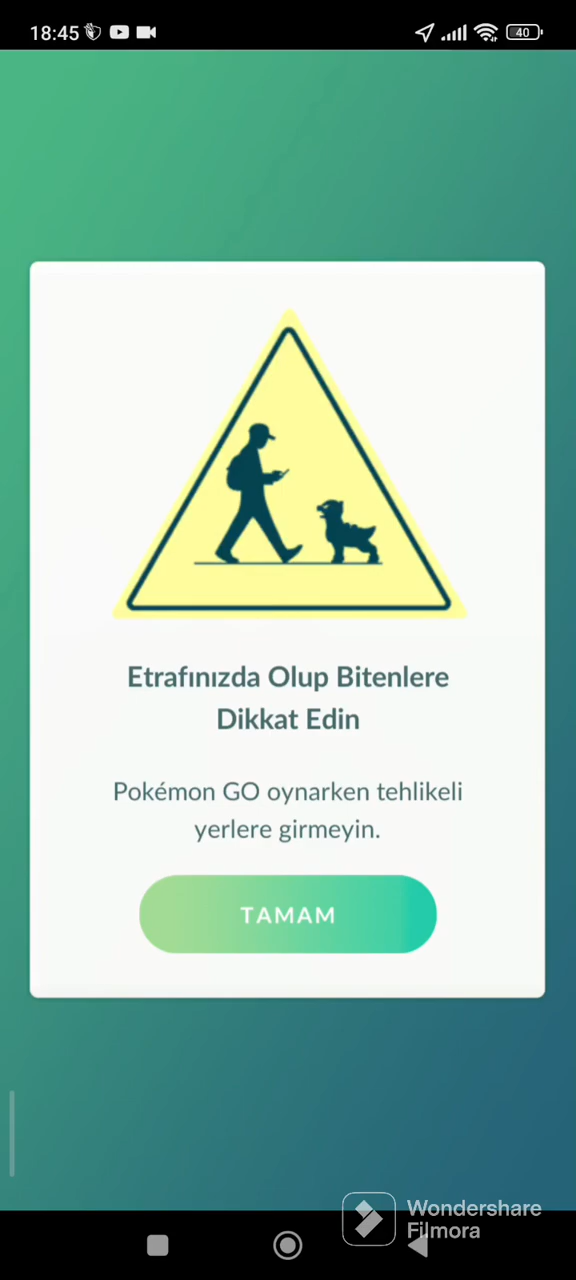 18:45
40
Etrafınızda Olup Bitenlere
Dikkat Edin
Pokémon GO oynarken tehlikeli
yerlere girmeyin.
TAMAM
Wondershare
Filmora